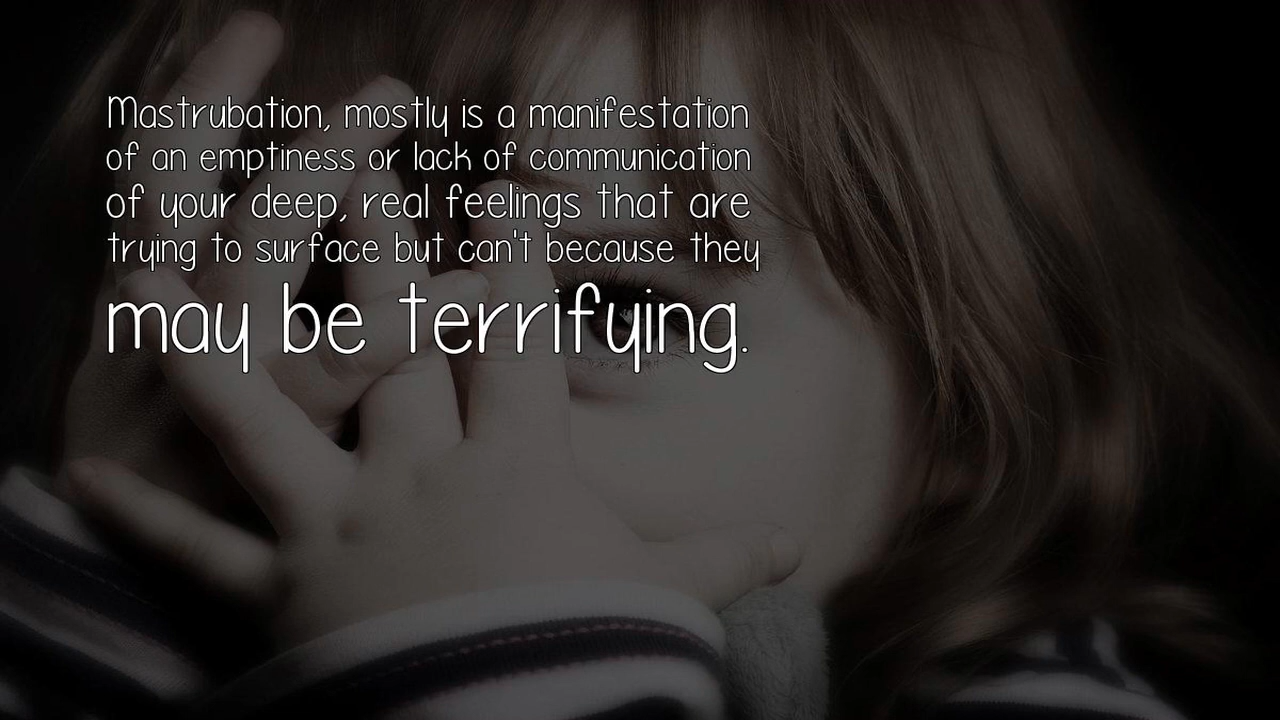 Mastrubation, mostly is a manifestation
of an emptiness or lack of communication
of your deep, real feelings that are
trying to surface but can't because they
may be terrifying.